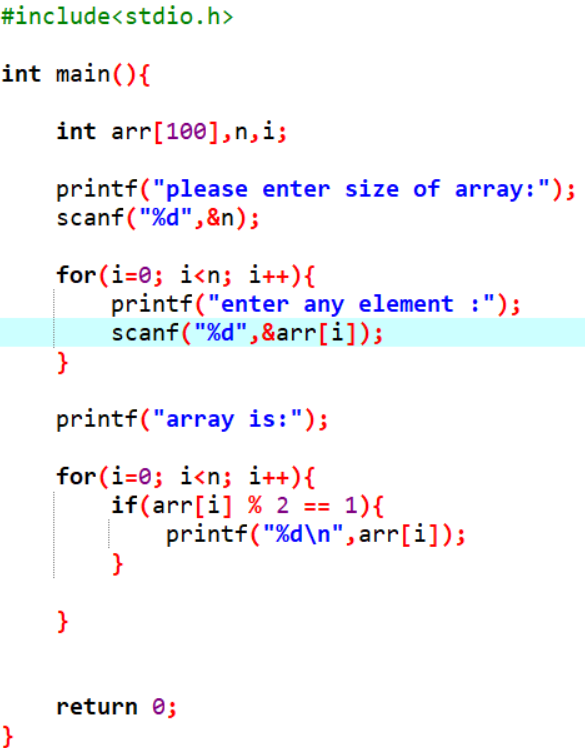 #include<stdio.h>
int main(){
int arr[100],n,i;
printf("please enter size of array:");
scanf("%d",&n);
for(i=0; i<n; i++){
printf("enter any element :");
scanf("%d",&arr[i]);
}
printf("array is:");
for(i=0; i<n; i++){
if(arr[i] % 2 == 1){
printf("%d\n",arr[i]);
}
}
return 0;
}